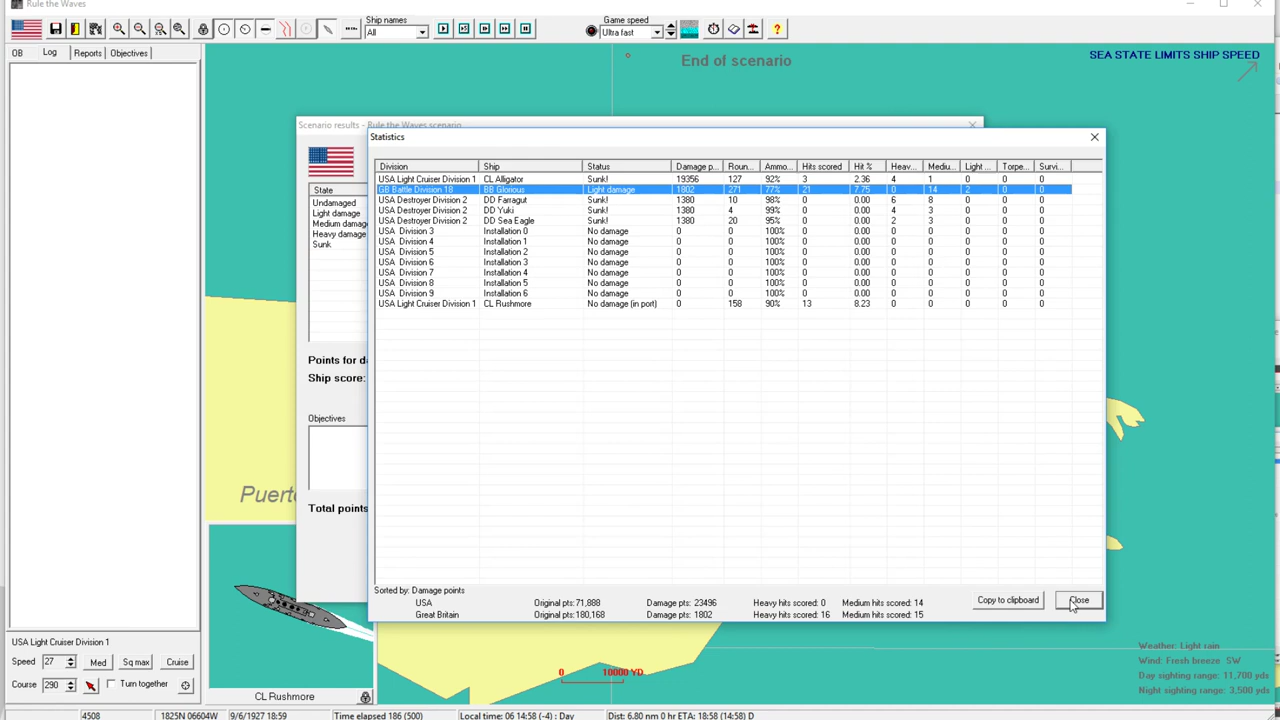 Rule the Waves
Ship names
All
Game speed
Ultra fast
OB Log Reports Objectives
End of scenario
SEA STATE LIMITS SHIP SPEED
Scenario results - Rule the Waves scenario
Statistics
State
Undamaged
Light damage
Medium damag
Heavy damage
Sunk
Points for d
Ship score:
Objectives
Total points
Division Ship Status Damage p... Roun... Ammo... Hits scored Hit % Heav... Mediu... Light ... Torpe... Survi...
USA Light Cruiser Division 1 CL Alligator Sunk! 19356 127 92% 3 2.36 4 1 0 0 0
GB Battle Division 18 BB Glorious Light damage 1802 271 77% 21 7.75 0 14 2 0 0
USA Destroyer Division 2 DD Farragut Sunk! 1380 10 98% 0 0.00 6 8 0 0 0
USA Destroyer Division 2 DD Yuki Sunk! 1380 4 99% 0 0.00 4 3 0 0 0
USA Destroyer Division 2 DD Sea Eagle Sunk! 1380 20 95% 0 0.00 2 3 0 0 0
USA Division 3 Installation 0 No damage 0 0 100% 0 0.00 0 0 0 0 0
USA Division 4 Installation 1 No damage 0 0 100% 0 0.00 0 0 0 0 0
USA Division 5 Installation 2 No damage 0 0 100% 0 0.00 0 0 0 0 0
USA Division 6 Installation 3 No damage 0 0 100% 0 0.00 0 0 0 0 0
USA Division 7 Installation 4 No damage 0 0 100% 0 0.00 0 0 0 0 0
USA Division 8 Installation 5 No damage 0 0 100% 0 0.00 0 0 0 0 0
USA Division 9 Installation 6 No damage 0 0 100% 0 0.00 0 0 0 0 0
USA Light Cruiser Division 1 CL Rushmore No damage (in port) 0 158 90% 13 8.23 0 0 0 0 0
Sorted by: Damage points
USA Original pts: 71,888 Damage pts: 23496 Heavy hits scored: 0 Medium hits scored: 14
Great Britain Original pts: 180,168 Damage pts: 1802 Heavy hits scored: 16 Medium hits scored: 15
Copy to clipboard Close
Puert
0 10000 YD
Weather: Light rain
Wind: Fresh breeze SW
Day sighting range: 11,700 yds
Night sighting range: 3,500 yds
USA Light Cruiser Division 1
Speed 27 Med Sq max Cruise
Course 290 Turn together
CL Rushmore
4508 1825N 06604W 9/6/1927 18:59 Time elapsed 186 (500) Local time: 06 14:58 (-4) : Day Dist: 6.80 nm 0 hr ETA: 18:58 (14:58) D